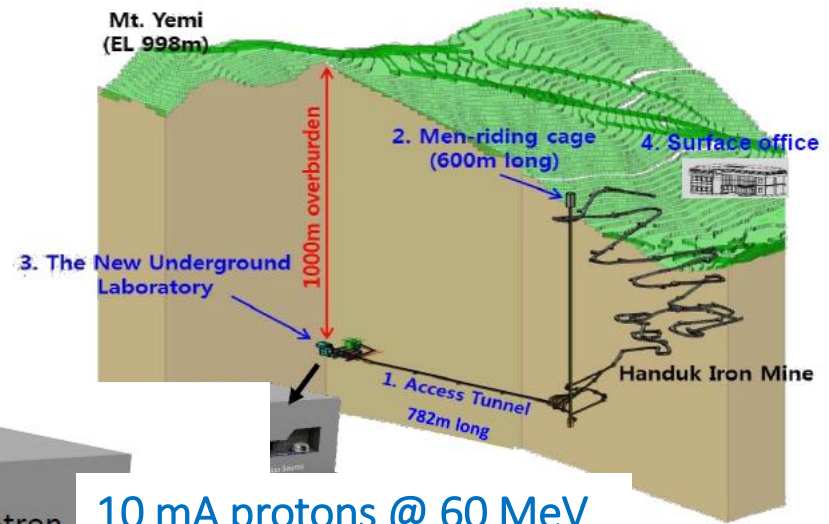 Mt. Yemi
(EL 998m)
1000m overburden
2. Men-riding cage
(600m long)
4. Surface office
3. The New Underground
Laboratory
1. Access Tunnel
782m long
Handuk Iron Mine
10 mA protons @ 60 MeV